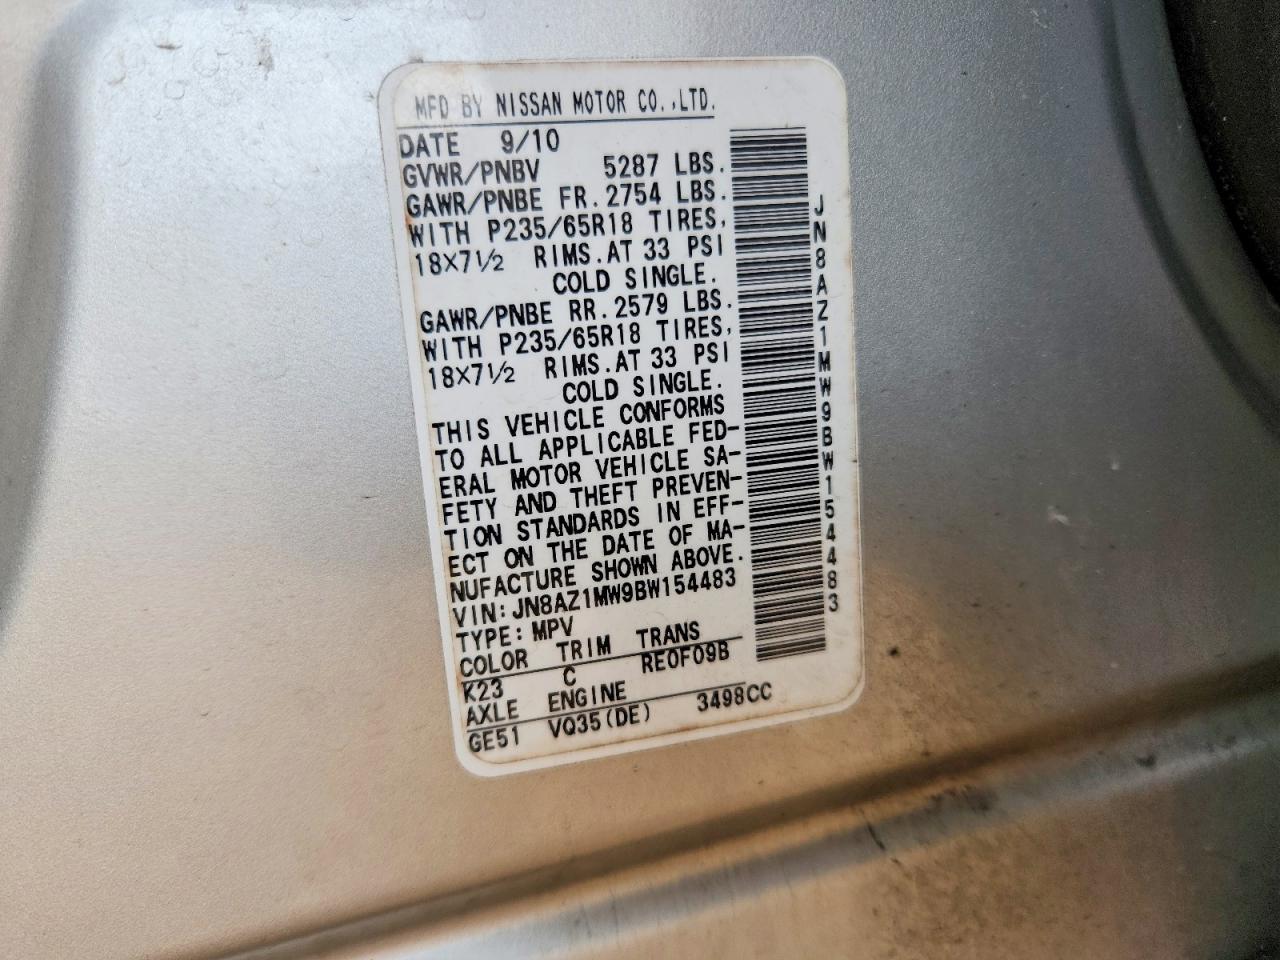 MFD BY NISSAN MOTOR CO.,LTD.
DATE 9/10
GVWR/PNBV 5287 LBS.
GAWR/PNBE FR. 2754 LBS.
WITH P235/65R18 TIRES,
18X7½ RIMS. AT 33 PSI
COLD SINGLE.
GAWR/PNBE RR. 2579 LBS.
WITH P235/65R18 TIRES,
18X7½ RIMS. AT 33 PSI
COLD SINGLE.
THIS VEHICLE CONFORMS
TO ALL APPLICABLE FED-
ERAL MOTOR VEHICLE SA-
FETY AND THEFT PREVEN-
TION STANDARDS IN EFF-
ECT ON THE DATE OF MA-
NUFACTURE SHOWN ABOVE.
VIN: JN8AZ1MW9BW154483
TYPE: MPV
COLOR TRIM TRANS
K23 C RE0F09B
AXLE ENGINE
GE51 VQ35(DE) 3498CC
JN8AZ1MW9BW154483